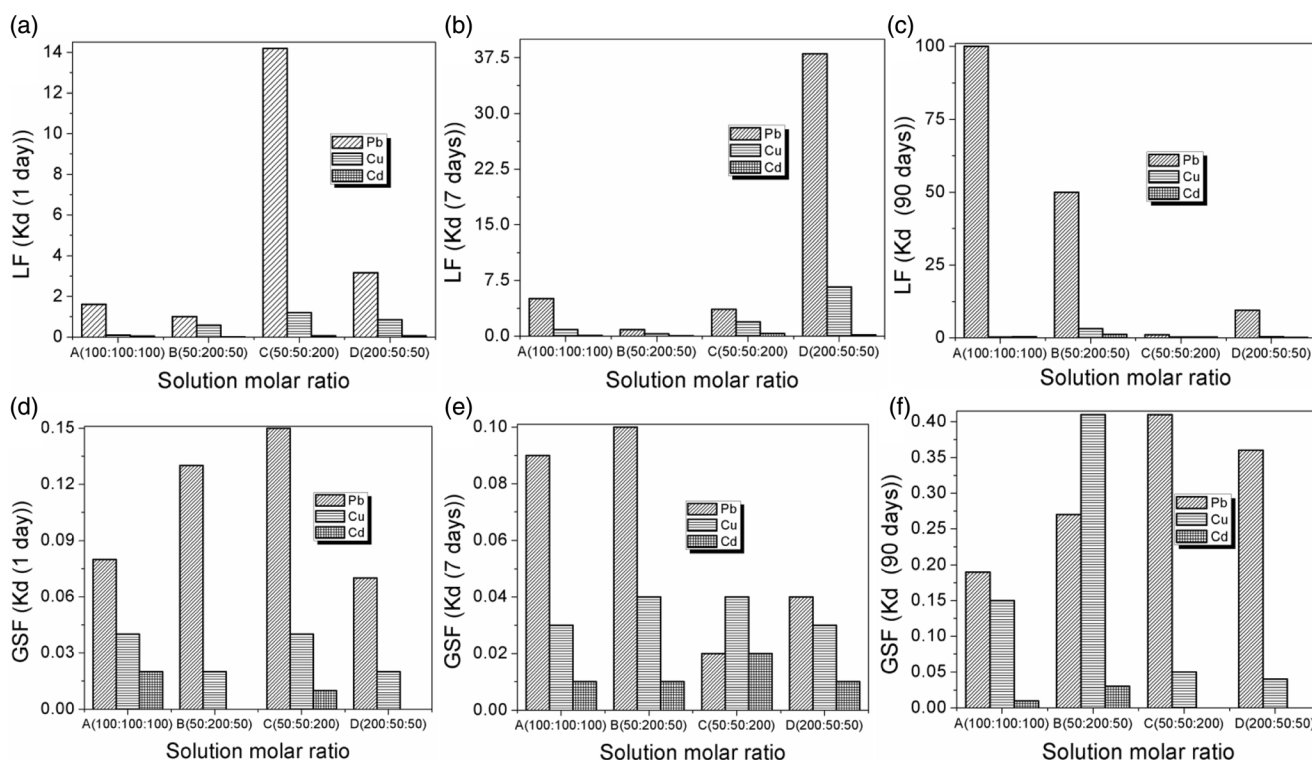 (a)
LF (Kd (1 day))
14
12
10
8
6
4
2
0
Pb
Cu
Cd
A(100:100:100) B(50:200:50) C(50:50:200) D(200:50:50)
Solution molar ratio
(b)
LF (Kd (7 days))
37.5
30.0
22.5
15.0
7.5
0.0
Pb
Cu
Cd
A(100:100:100) B(50:200:50) C(50:50:200) D(200:50:50)
Solution molar ratio
(c)
LF (Kd (90 days))
100
75
50
25
0
Pb
Cu
Cd
A(100:100:100) B(50:200:50) C(50:50:200) D(200:50:50)
Solution molar ratio
(d)
GSF (Kd (1 day))
0.15
0.12
0.09
0.06
0.03
0.00
Pb
Cu
Cd
A(100:100:100) B(50:200:50) C(50:50:200) D(200:50:50)
Solution molar ratio
(e)
GSF (Kd (7 days))
0.10
0.08
0.06
0.04
0.02
0.00
Pb
Cu
Cd
A(100:100:100) B(50:200:50) C(50:50:200) D(200:50:50)
Solution molar ratio
(f)
GSF (Kd (90 days))
0.40
0.35
0.30
0.25
0.20
0.15
0.10
0.05
0.00
Pb
Cu
Cd
A(100:100:100) B(50:200:50) C(50:50:200) D(200:50:50)
Solution molar ratio